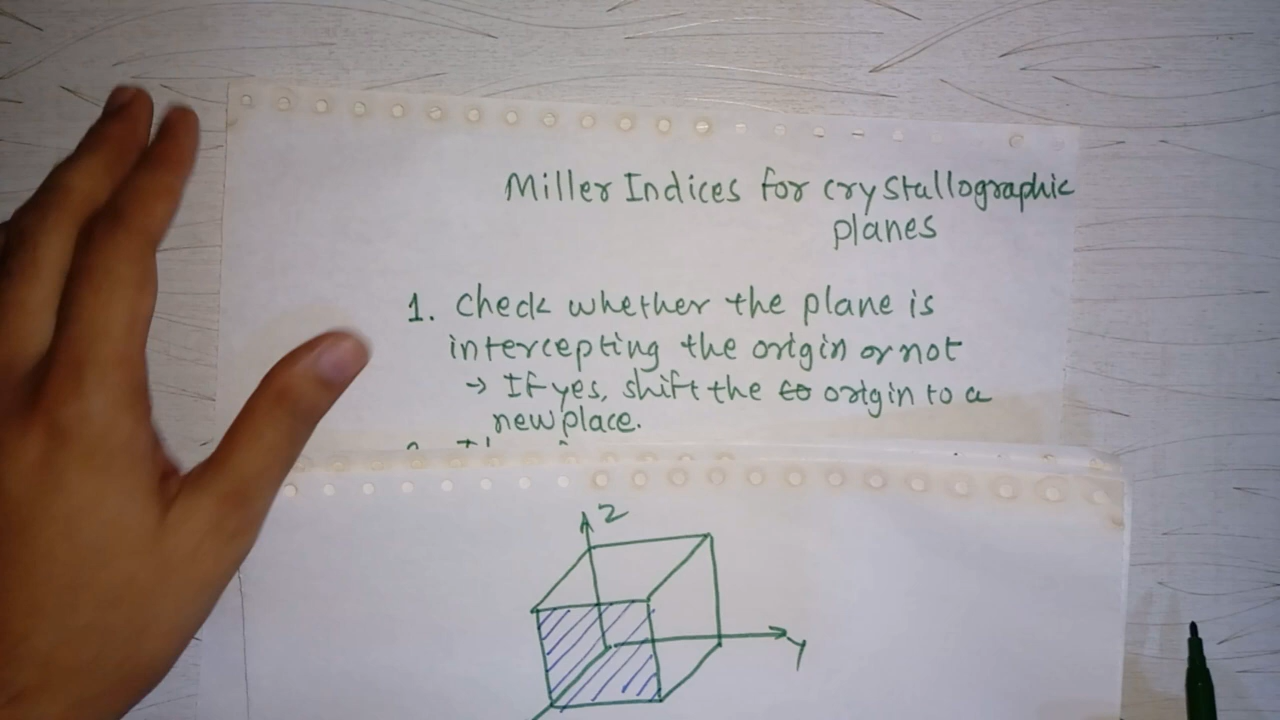 Miller Indices for crystallographic
planes
1. Check whether the plane is
intercepting the origin or not
→ If yes, shift the to origin to a
new place.
Z
Y